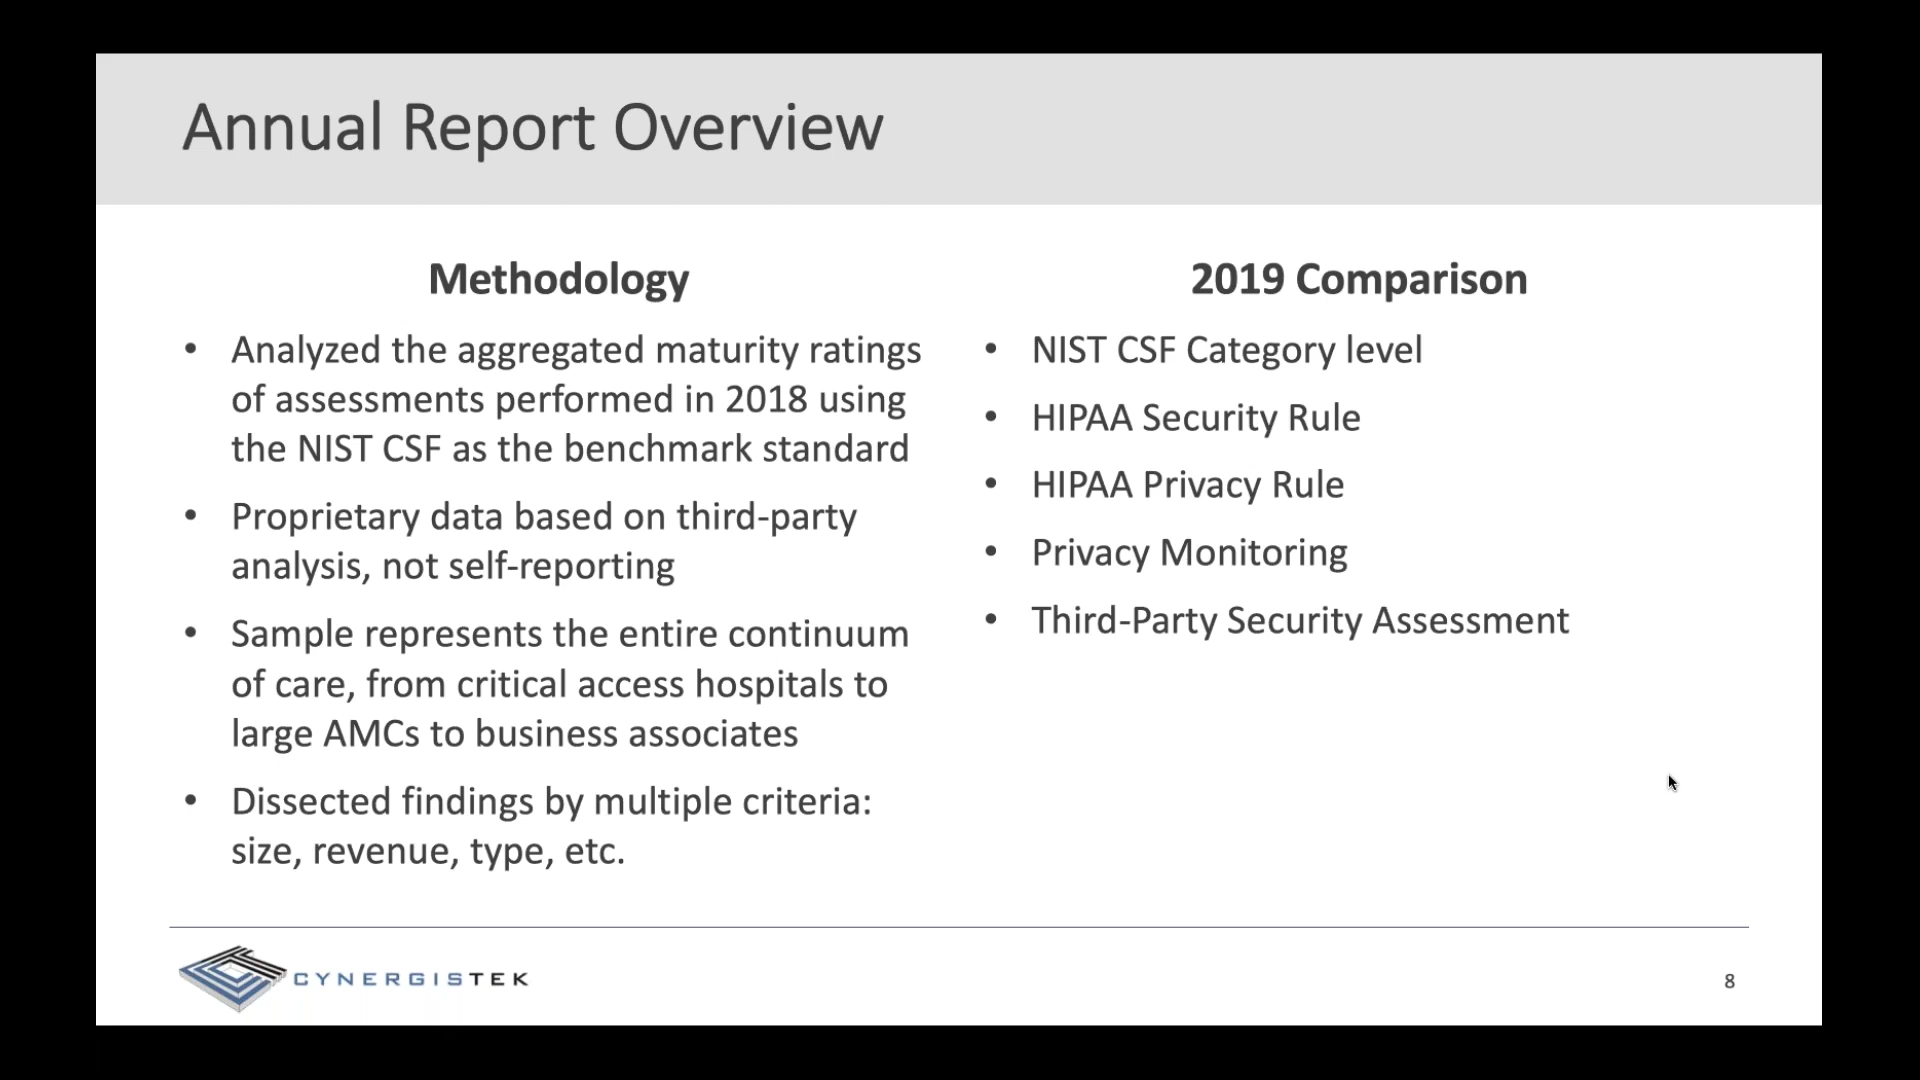 Annual Report Overview
Methodology
• Analyzed the aggregated maturity ratings
of assessments performed in 2018 using
the NIST CSF as the benchmark standard
• Proprietary data based on third-party
analysis, not self-reporting
• Sample represents the entire continuum
of care, from critical access hospitals to
large AMCs to business associates
• Dissected findings by multiple criteria:
size, revenue, type, etc.
2019 Comparison
• NIST CSF Category level
• HIPAA Security Rule
• HIPAA Privacy Rule
• Privacy Monitoring
• Third-Party Security Assessment
CYNERGISTEK
8